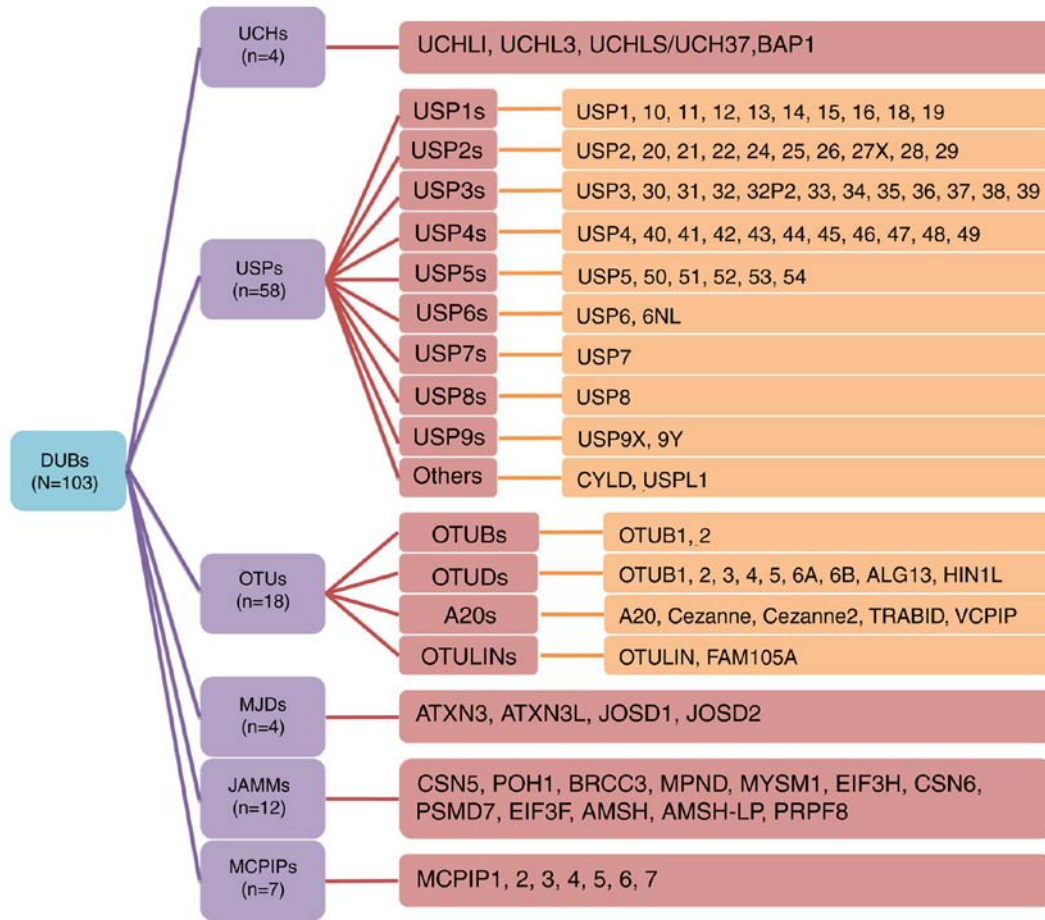 UCHs
(n=4)
UCHLI, UCHL3, UCHLS/UCH37,BAP1
USP1s
USP1, 10, 11, 12, 13, 14, 15, 16, 18, 19
USP2s
USP2, 20, 21, 22, 24, 25, 26, 27X, 28, 29
USP3s
USP3, 30, 31, 32, 32P2, 33, 34, 35, 36, 37, 38, 39
USP4s
USP4, 40, 41, 42, 43, 44, 45, 46, 47, 48, 49
USPs
(n=58)
USP5s
USP5, 50, 51, 52, 53, 54
USP6s
USP6, 6NL
USP7s
USP7
USP8s
USP8
USP9s
USP9X, 9Y
Others
CYLD, USPL1
DUBs
(N=103)
OTUBs
OTUB1, 2
OTUs
(n=18)
OTUDs
OTUB1, 2, 3, 4, 5, 6A, 6B, ALG13, HIN1L
A20s
A20, Cezanne, Cezanne2, TRABID, VCPIP
OTULINs
OTULIN, FAM105A
MJDs
(n=4)
ATXN3, ATXN3L, JOSD1, JOSD2
JAMMs
(n=12)
CSN5, POH1, BRCC3, MPND, MYSM1, EIF3H, CSN6,
PSMD7, EIF3F, AMSH, AMSH-LP, PRPF8
MCPIPs
(n=7)
MCPIP1, 2, 3, 4, 5, 6, 7